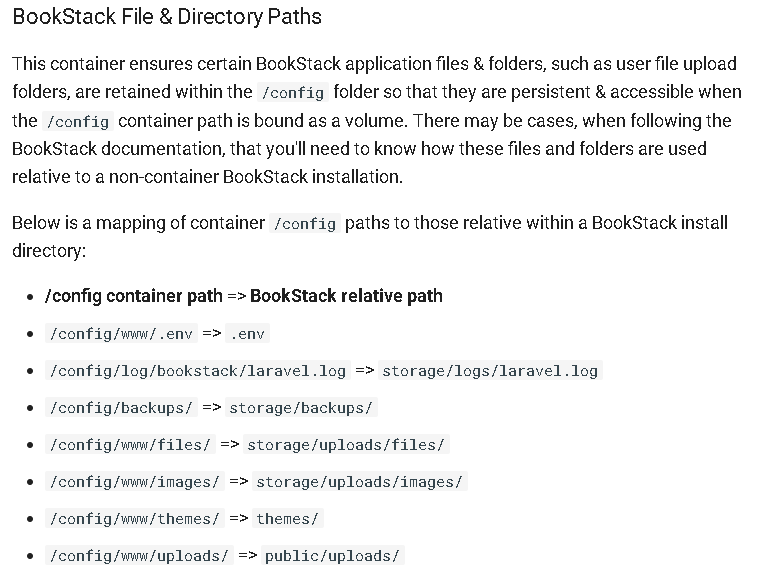 BookStack File & Directory Paths
This container ensures certain BookStack application files & folders, such as user file upload
folders, are retained within the /config folder so that they are persistent & accessible when
the /config container path is bound as a volume. There may be cases, when following the
BookStack documentation, that you'll need to know how these files and folders are used
relative to a non-container BookStack installation.
Below is a mapping of container /config paths to those relative within a BookStack install
directory:
• /config container path => BookStack relative path
• /config/www/.env => .env
• /config/log/bookstack/laravel.log => storage/logs/laravel.log
• /config/backups/ => storage/backups/
• /config/www/files/ => storage/uploads/files/
• /config/www/images/ => storage/uploads/images/
• /config/www/themes/ => themes/
• /config/www/uploads/ => public/uploads/